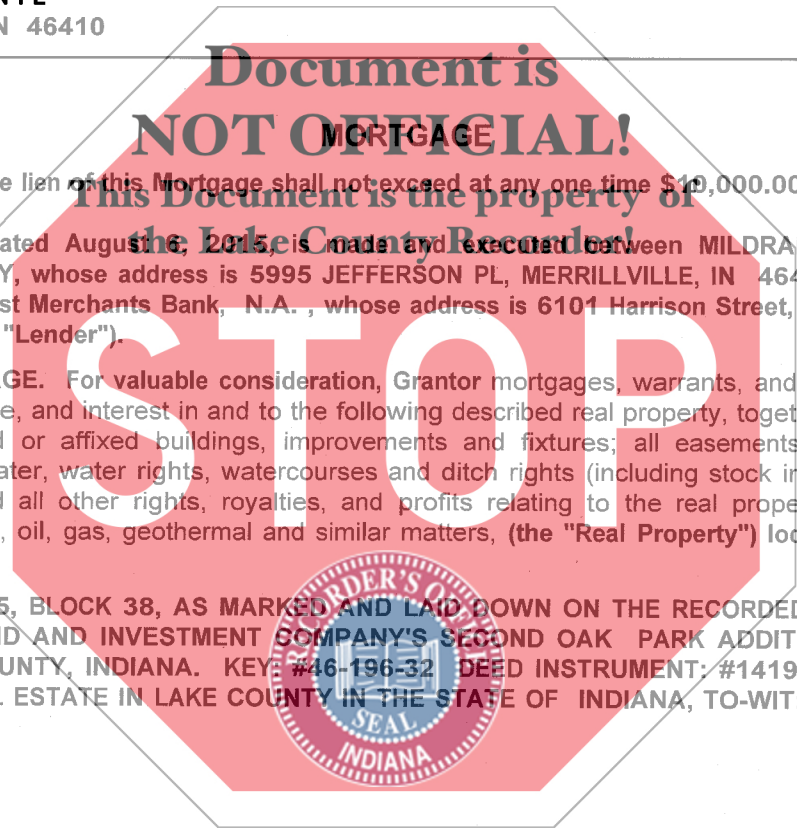 N 46410
Document is
NOT OFFICIAL!
MORTGAGE
e lien of this Mortgage shall not exceed at any one time $10,000.00
This Document is the property of
the Lake County Recorder!
ated August 6, 2015, is made and executed between MILDRA
Y, whose address is 5995 JEFFERSON PL, MERRILLVILLE, IN 464
st Merchants Bank, N.A. , whose address is 6101 Harrison Street,
"Lender").
STOP
GE. For valuable consideration, Grantor mortgages, warrants, and
e, and interest in and to the following described real property, toget
d or affixed buildings, improvements and fixtures; all easements
ater, water rights, watercourses and ditch rights (including stock in
d all other rights, royalties, and profits relating to the real prope
, oil, gas, geothermal and similar matters, (the "Real Property") loc
5, BLOCK 38, AS MARKED AND LAID DOWN ON THE RECORDED
ND AND INVESTMENT COMPANY'S SECOND OAK PARK ADDIT
UNTY, INDIANA. KEY: #46-196-32 DEED INSTRUMENT: #1419
L ESTATE IN LAKE COUNTY IN THE STATE OF INDIANA, TO-WIT
RECORDER'S OFFICE
SEAL
INDIANA